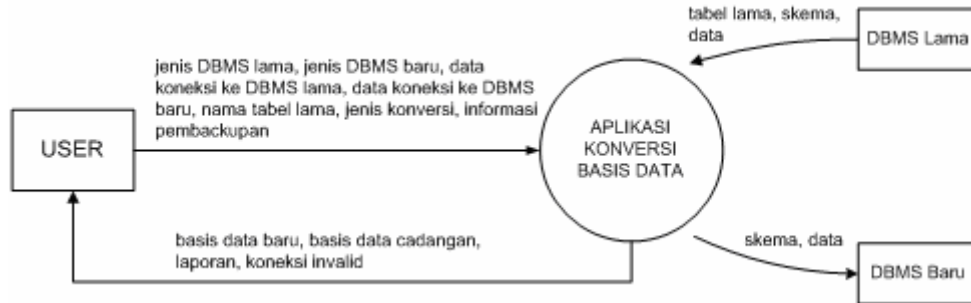 tabel lama, skema,
data
DBMS Lama
jenis DBMS lama, jenis DBMS baru, data
koneksi ke DBMS lama, data koneksi ke DBMS
baru, nama tabel lama, jenis konversi, informasi
pembackupan
USER
APLIKASI
KONVERSI
BASIS DATA
basis data baru, basis data cadangan,
laporan, koneksi invalid
skema, data
DBMS Baru